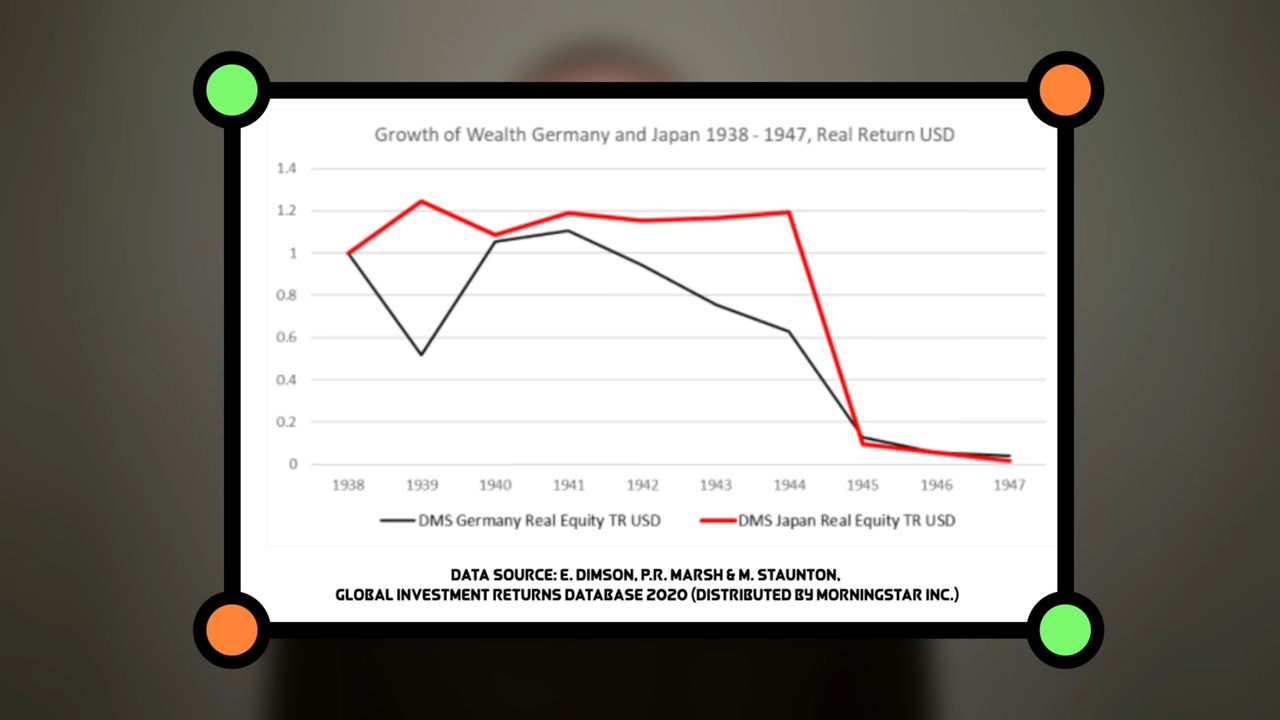 Growth of Wealth Germany and Japan 1938 - 1947, Real Return USD
1.4
1.2
1
0.8
0.6
0.4
0.2
0
1938 1939 1940 1941 1942 1943 1944 1945 1946 1947
DMS Germany Real Equity TR USD DMS Japan Real Equity TR USD
DATA SOURCE: E. DIMSON, P.R. MARSH & M. STAUNTON,
GLOBAL INVESTMENT RETURNS DATABASE 2020 (DISTRIBUTED BY MORNINGSTAR INC.)